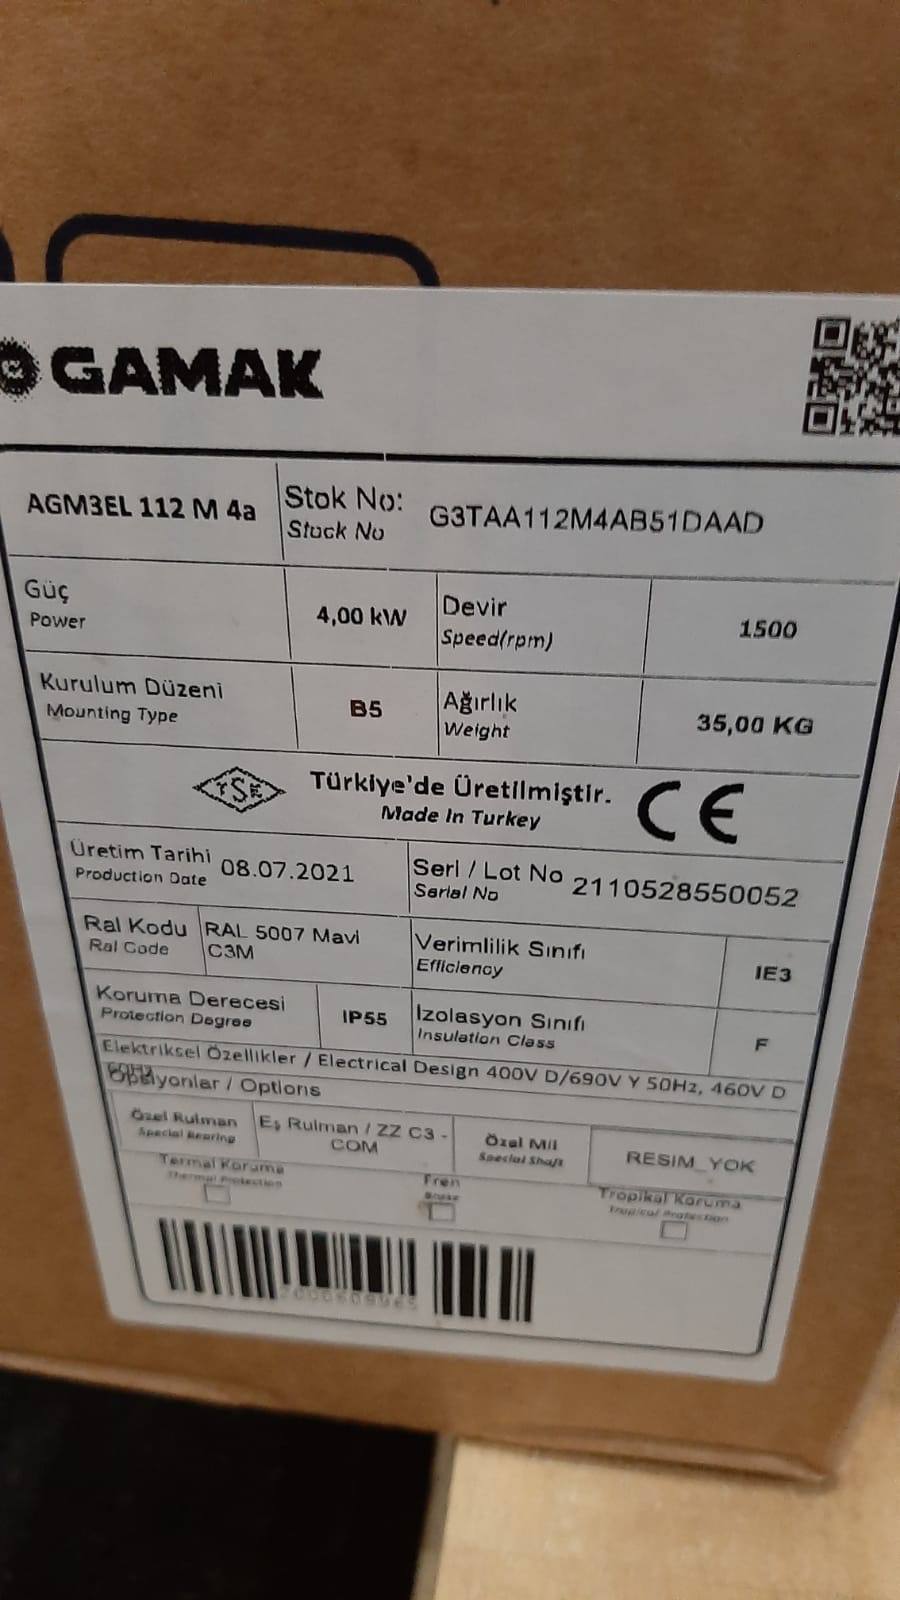 GAMAK
AGM3EL 112 M 4a
Stok No:
Stock No
G3TAA112M4AB51DAAD
Güç
Power
4,00 kW
Devir
Speed(rpm)
1500
Kurulum Düzeni
Mounting Type
B5
Ağırlık
Weight
35,00 KG
TSE
Türkiye'de Üretilmiştir.
Made In Turkey
CE
Üretim Tarihi
Production Date
08.07.2021
Seri / Lot No
Serial No
2110528550052
Ral Kodu
Ral Code
RAL 5007 Mavi
C3M
Verimlilik Sınıfı
Efficiency
IE3
Koruma Derecesi
Protection Degree
IP55
İzolasyon Sınıfı
Insulation Class
F
Elektriksel Özellikler / Electrical Design 400V D/690V Y 50Hz, 460V D
60Hz
Opsiyonlar / Options
Özel Rulman
Special Bearing
Eş Rulman / ZZ C3 -
COM
Özel Mil
Special Shaft
RESIM_YOK
Termal Koruma
Thermal Protection
Fren
Brake
Tropikal Koruma
Tropical Protection